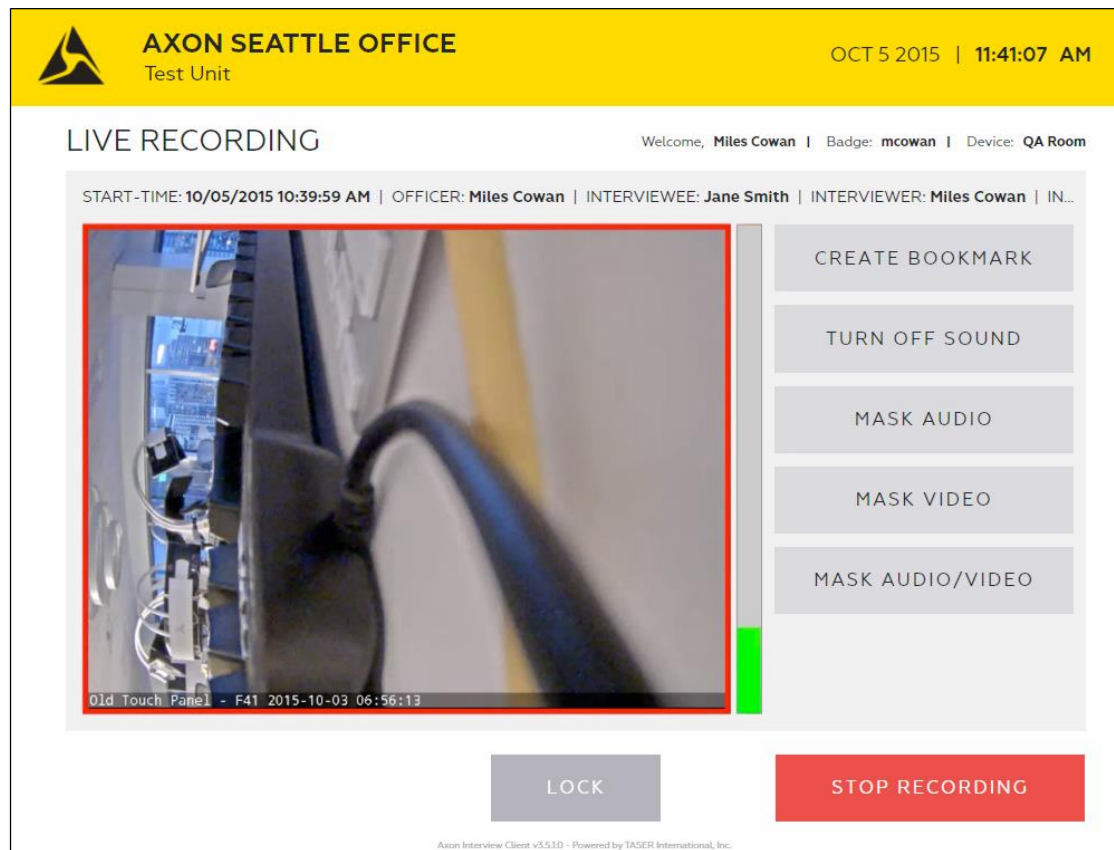 AXON SEATTLE OFFICE
Test Unit
OCT 5 2015 | 11:41:07 AM
LIVE RECORDING
Welcome, Miles Cowan | Badge: mcowan | Device: QA Room
START-TIME: 10/05/2015 10:39:59 AM | OFFICER: Miles Cowan | INTERVIEWEE: Jane Smith | INTERVIEWER: Miles Cowan | IN...
CREATE BOOKMARK
TURN OFF SOUND
MASK AUDIO
MASK VIDEO
MASK AUDIO/VIDEO
Old Touch Panel - F41 2015-10-03 06:56:13
LOCK
STOP RECORDING
Axon Interview Client v3.5.1.0 - Powered by TASER International, Inc.